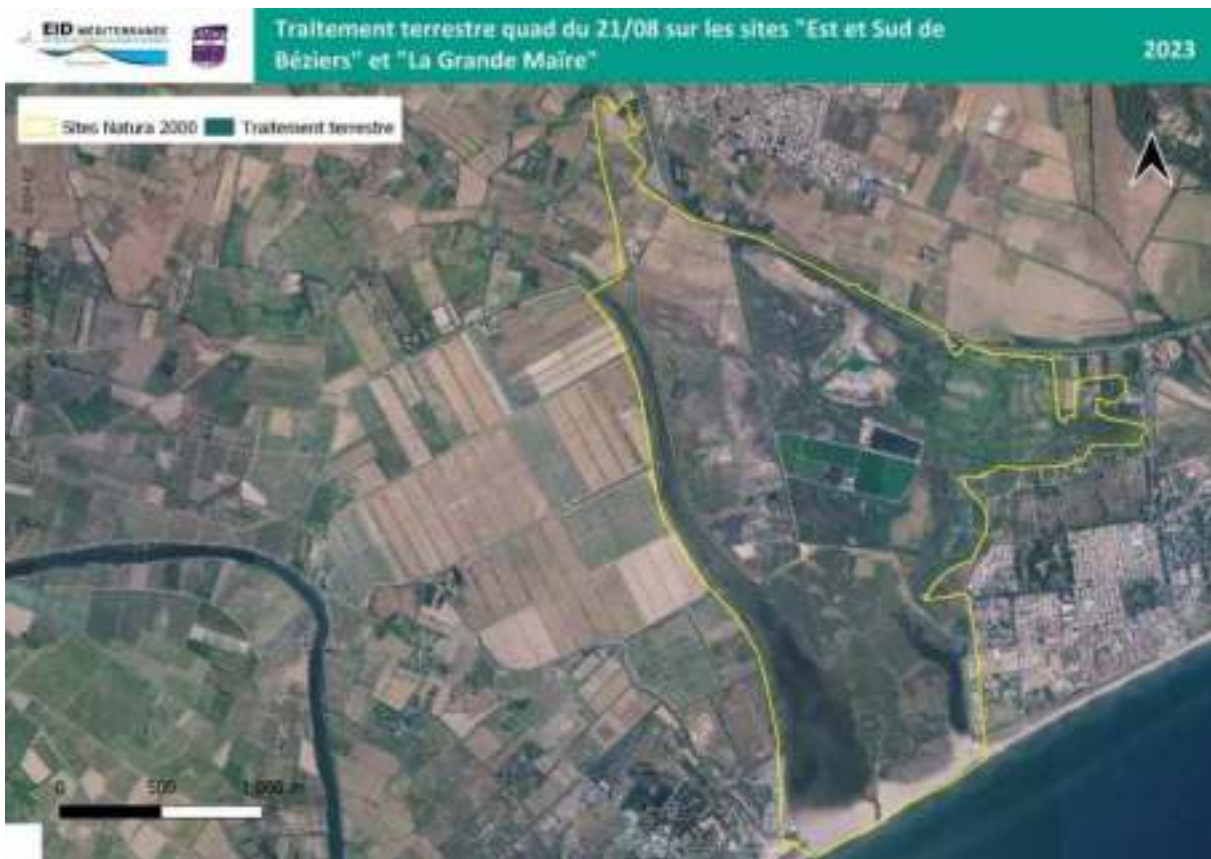 EID MÉDITERRANÉE
Traitement terrestre quad du 21/08 sur les sites "Est et Sud de
Béziers" et "La Grande Maïre"
2023
Sites Natura 2000 Traitement terrestre
0 500 1,000 m